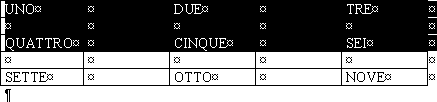 UNO¤ ¤ DUE¤ ¤ TRE¤ ¤
¤ ¤ ¤ ¤ ¤ ¤
QUATTRO¤ ¤ CINQUE¤ ¤ SEI¤ ¤
¤ ¤ ¤ ¤ ¤ ¤
SETTE¤ ¤ OTTO¤ ¤ NOVE¤ ¤
¶